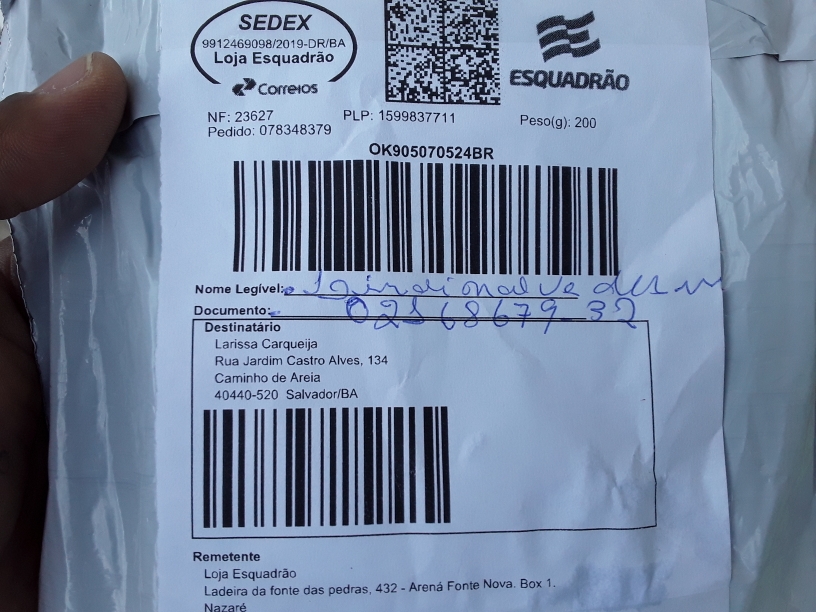 SEDEX
9912469098/2019-DR/BA
Loja Esquadrão
Correios
ESQUADRÃO
NF: 23627 PLP: 1599837711 Peso(g): 200
Pedido: 078348379
OK905070524BR
Nome Legível:
Documento:
Destinatário
Larissa Carqueija
Rua Jardim Castro Alves, 134
Caminho de Areia
40440-520 Salvador/BA
Remetente
Loja Esquadrão
Ladeira da fonte das pedras, 432 - Arena Fonte Nova. Box 1.
Nazaré